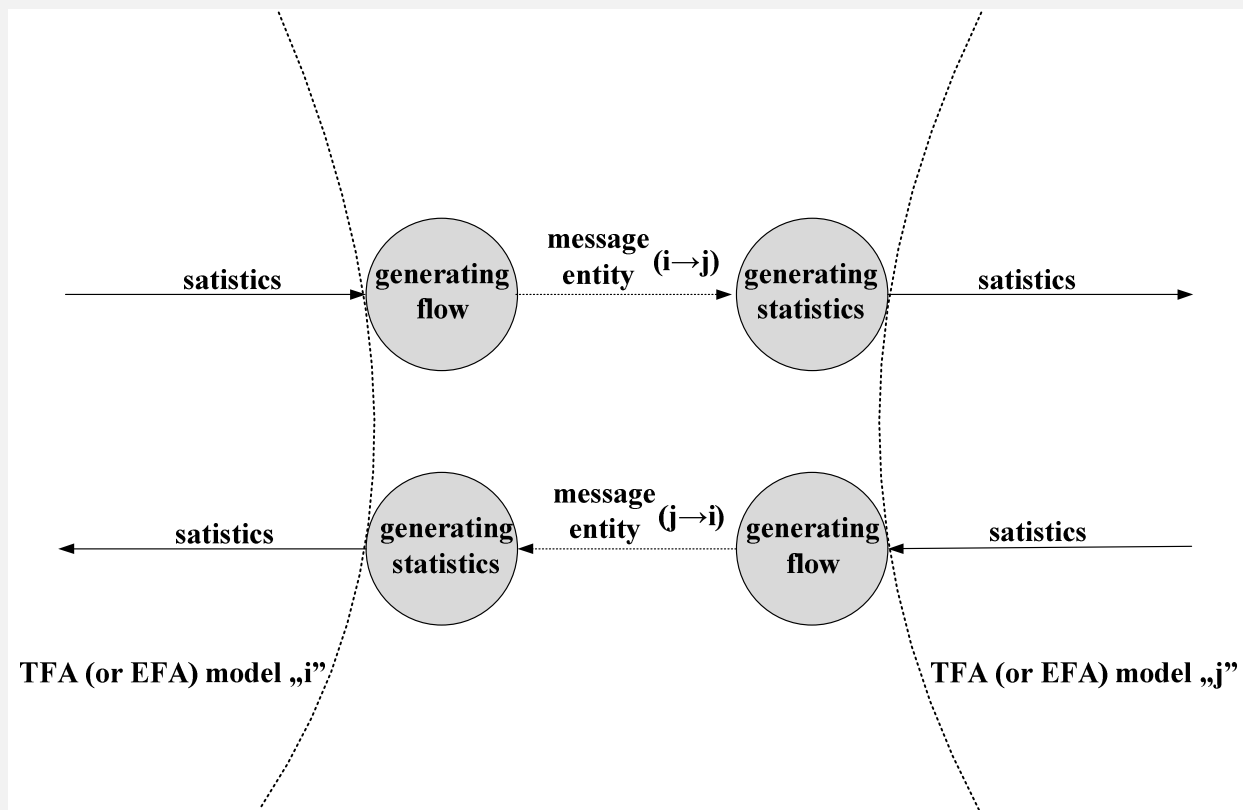 message
entity (i→j)
satistics
generating
flow
generating
statistics
satistics
message
entity (j→i)
satistics
generating
statistics
generating
flow
satistics
TFA (or EFA) model „i”
TFA (or EFA) model „j”